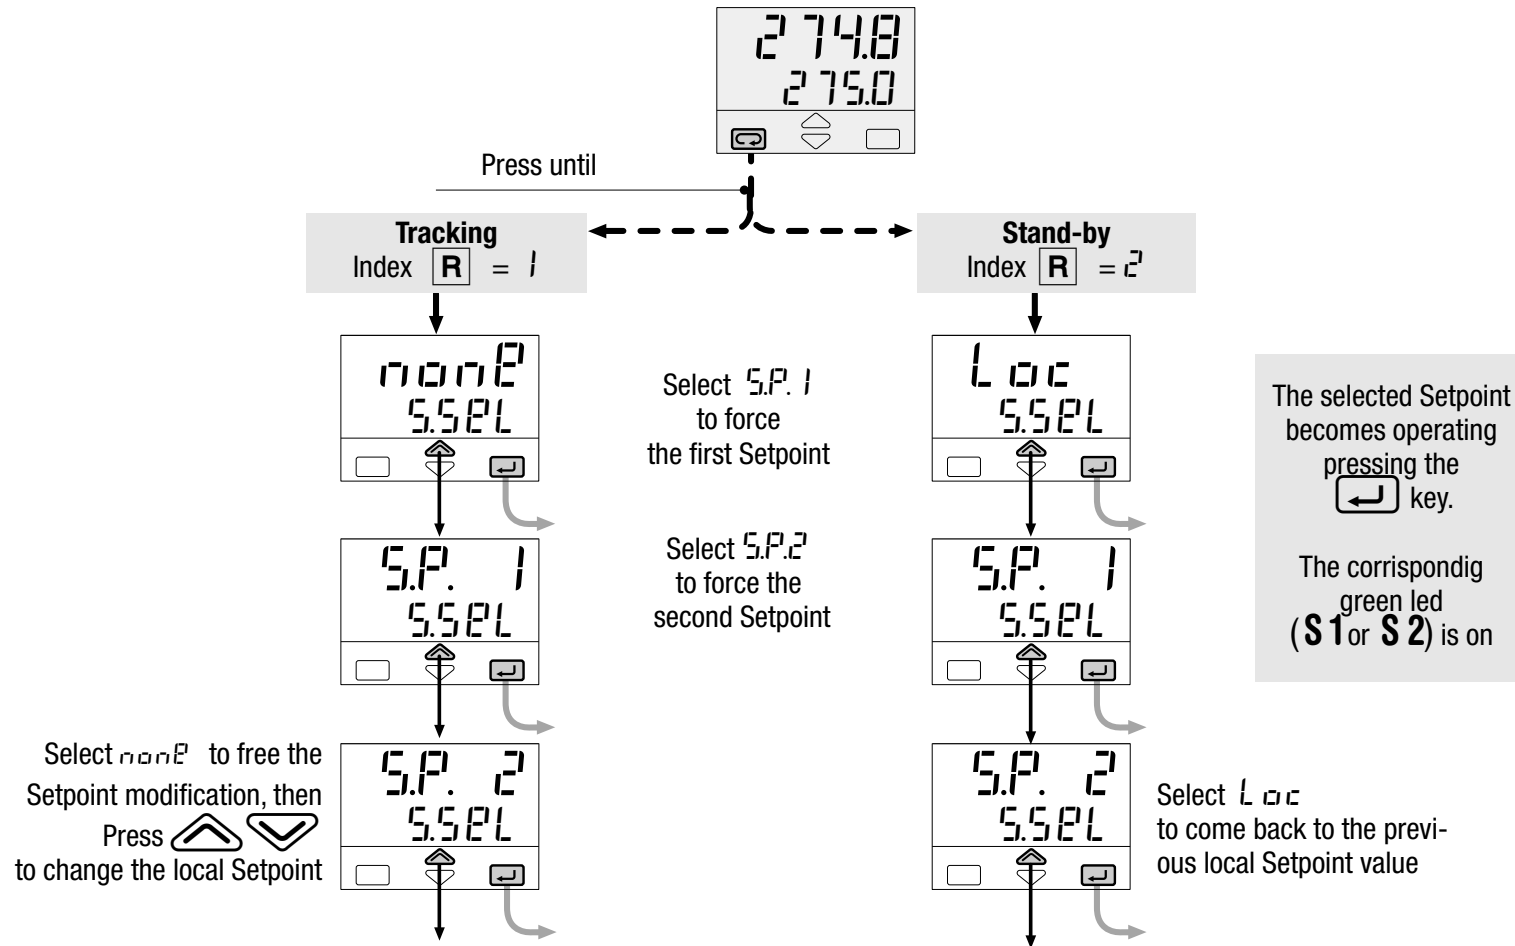 274.8
275.0
Press until
Tracking
Index R = 1
Stand-by
Index R = 2
nonE
S.SEL
Select S.P. 1
to force
the first Setpoint
Loc
S.SEL
The selected Setpoint
becomes operating
pressing the
key.
The corrispondig
green led
(S 1 or S 2) is on
S.P. 1
S.SEL
Select S.P.2
to force the
second Setpoint
S.P. 1
S.SEL
Select nonE to free the
Setpoint modification, then
Press
to change the local Setpoint
S.P. 2
S.SEL
S.P. 2
S.SEL
Select Loc
to come back to the previ-
ous local Setpoint value